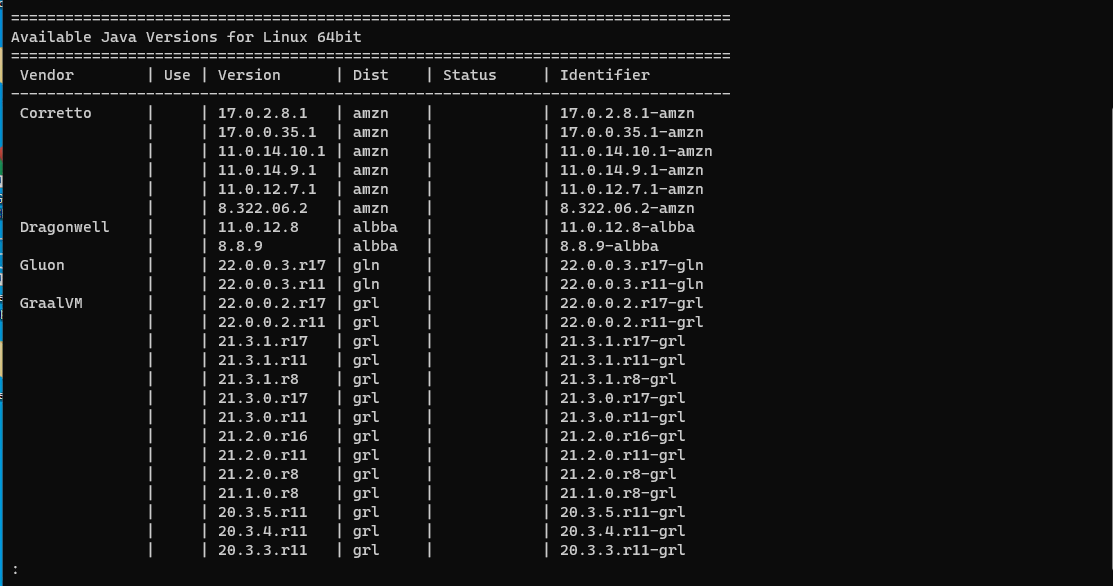 ================================================================================
Available Java Versions for Linux 64bit
================================================================================
 Vendor        | Use | Version      | Dist    | Status     | Identifier
--------------------------------------------------------------------------------
 Corretto      |     | 17.0.2.8.1   | amzn    |            | 17.0.2.8.1-amzn
               |     | 17.0.0.35.1  | amzn    |            | 17.0.0.35.1-amzn
               |     | 11.0.14.10.1 | amzn    |            | 11.0.14.10.1-amzn
               |     | 11.0.14.9.1  | amzn    |            | 11.0.14.9.1-amzn
               |     | 11.0.12.7.1  | amzn    |            | 11.0.12.7.1-amzn
               |     | 8.322.06.2   | amzn    |            | 8.322.06.2-amzn
 Dragonwell    |     | 11.0.12.8    | albba   |            | 11.0.12.8-albba
               |     | 8.8.9        | albba   |            | 8.8.9-albba
 Gluon         |     | 22.0.0.3.r17 | gln     |            | 22.0.0.3.r17-gln
               |     | 22.0.0.3.r11 | gln     |            | 22.0.0.3.r11-gln
 GraalVM       |     | 22.0.0.2.r17 | grl     |            | 22.0.0.2.r17-grl
               |     | 22.0.0.2.r11 | grl     |            | 22.0.0.2.r11-grl
               |     | 21.3.1.r17   | grl     |            | 21.3.1.r17-grl
               |     | 21.3.1.r11   | grl     |            | 21.3.1.r11-grl
               |     | 21.3.1.r8    | grl     |            | 21.3.1.r8-grl
               |     | 21.3.0.r17   | grl     |            | 21.3.0.r17-grl
               |     | 21.3.0.r11   | grl     |            | 21.3.0.r11-grl
               |     | 21.2.0.r16   | grl     |            | 21.2.0.r16-grl
               |     | 21.2.0.r11   | grl     |            | 21.2.0.r11-grl
               |     | 21.2.0.r8    | grl     |            | 21.2.0.r8-grl
               |     | 21.1.0.r8    | grl     |            | 21.1.0.r8-grl
               |     | 20.3.5.r11   | grl     |            | 20.3.5.r11-grl
               |     | 20.3.4.r11   | grl     |            | 20.3.4.r11-grl
               |     | 20.3.3.r11   | grl     |            | 20.3.3.r11-grl
: